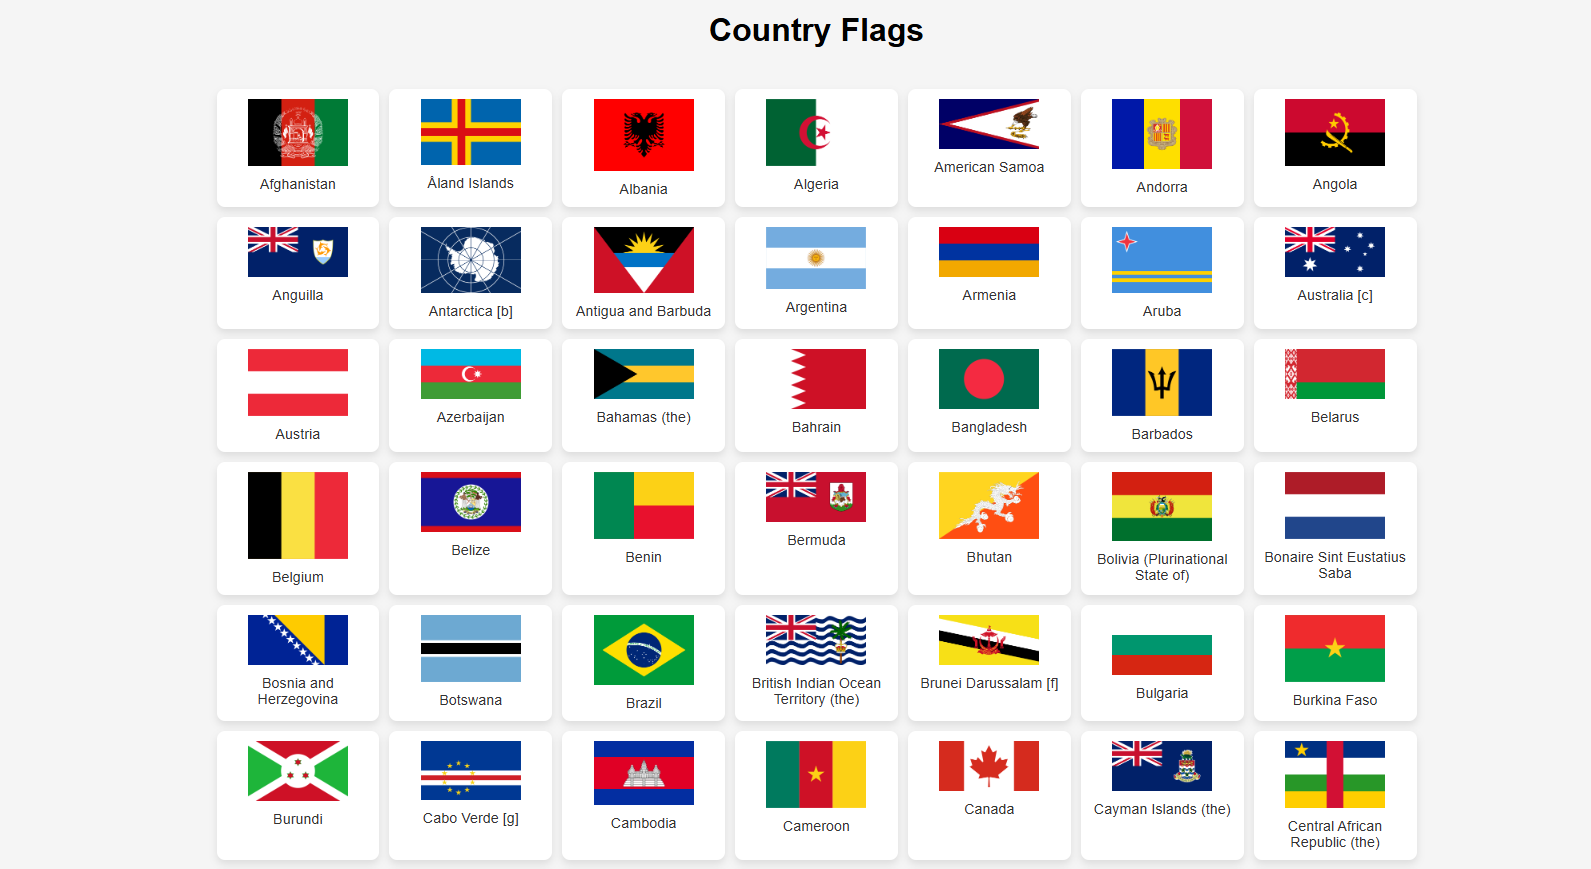 Country Flags
Afghanistan
Åland Islands
Albania
Algeria
American Samoa
Andorra
Angola
Anguilla
Antarctica [b]
Antigua and Barbuda
Argentina
Armenia
Aruba
Australia [c]
Austria
Azerbaijan
Bahamas (the)
Bahrain
Bangladesh
Barbados
Belarus
Belgium
Belize
Benin
Bermuda
Bhutan
Bolivia (Plurinational
State of)
Bonaire Sint Eustatius
Saba
Bosnia and
Herzegovina
Botswana
Brazil
British Indian Ocean
Territory (the)
Brunei Darussalam [f]
Bulgaria
Burkina Faso
Burundi
Cabo Verde [g]
Cambodia
Cameroon
Canada
Cayman Islands (the)
Central African
Republic (the)